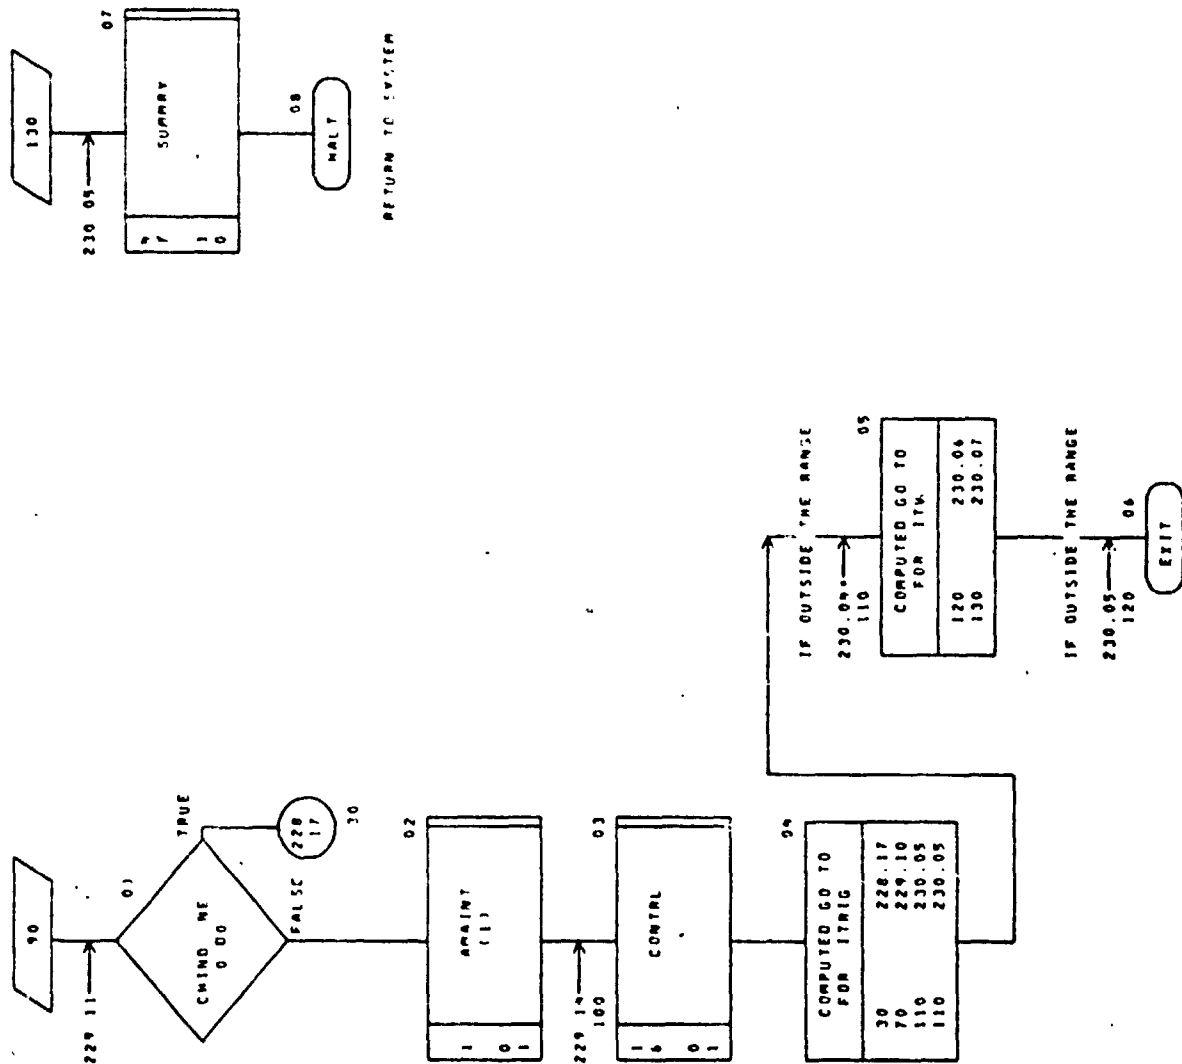 90
229 11
01
CHIND NE
0 D0
TRUE
228
17
30
FALSE
02
1
0
1
(1)
229 14
100
03
CONTRL
1
6
0
1
04
COMPUTED GO TO
FOR ITRIG
30 228.17
70 229.10
110 230.05
110 230.05
IF OUTSIDE THE RANGE
230.04
110
05
COMPUTED GO TO
FOR
120 230.06
130 230.07
IF OUTSIDE THE RANGE
230.05
120
06
EXIT
130
230 05
07
SUMMRY
1
0
08
HALT
RETURN TO SYSTEM